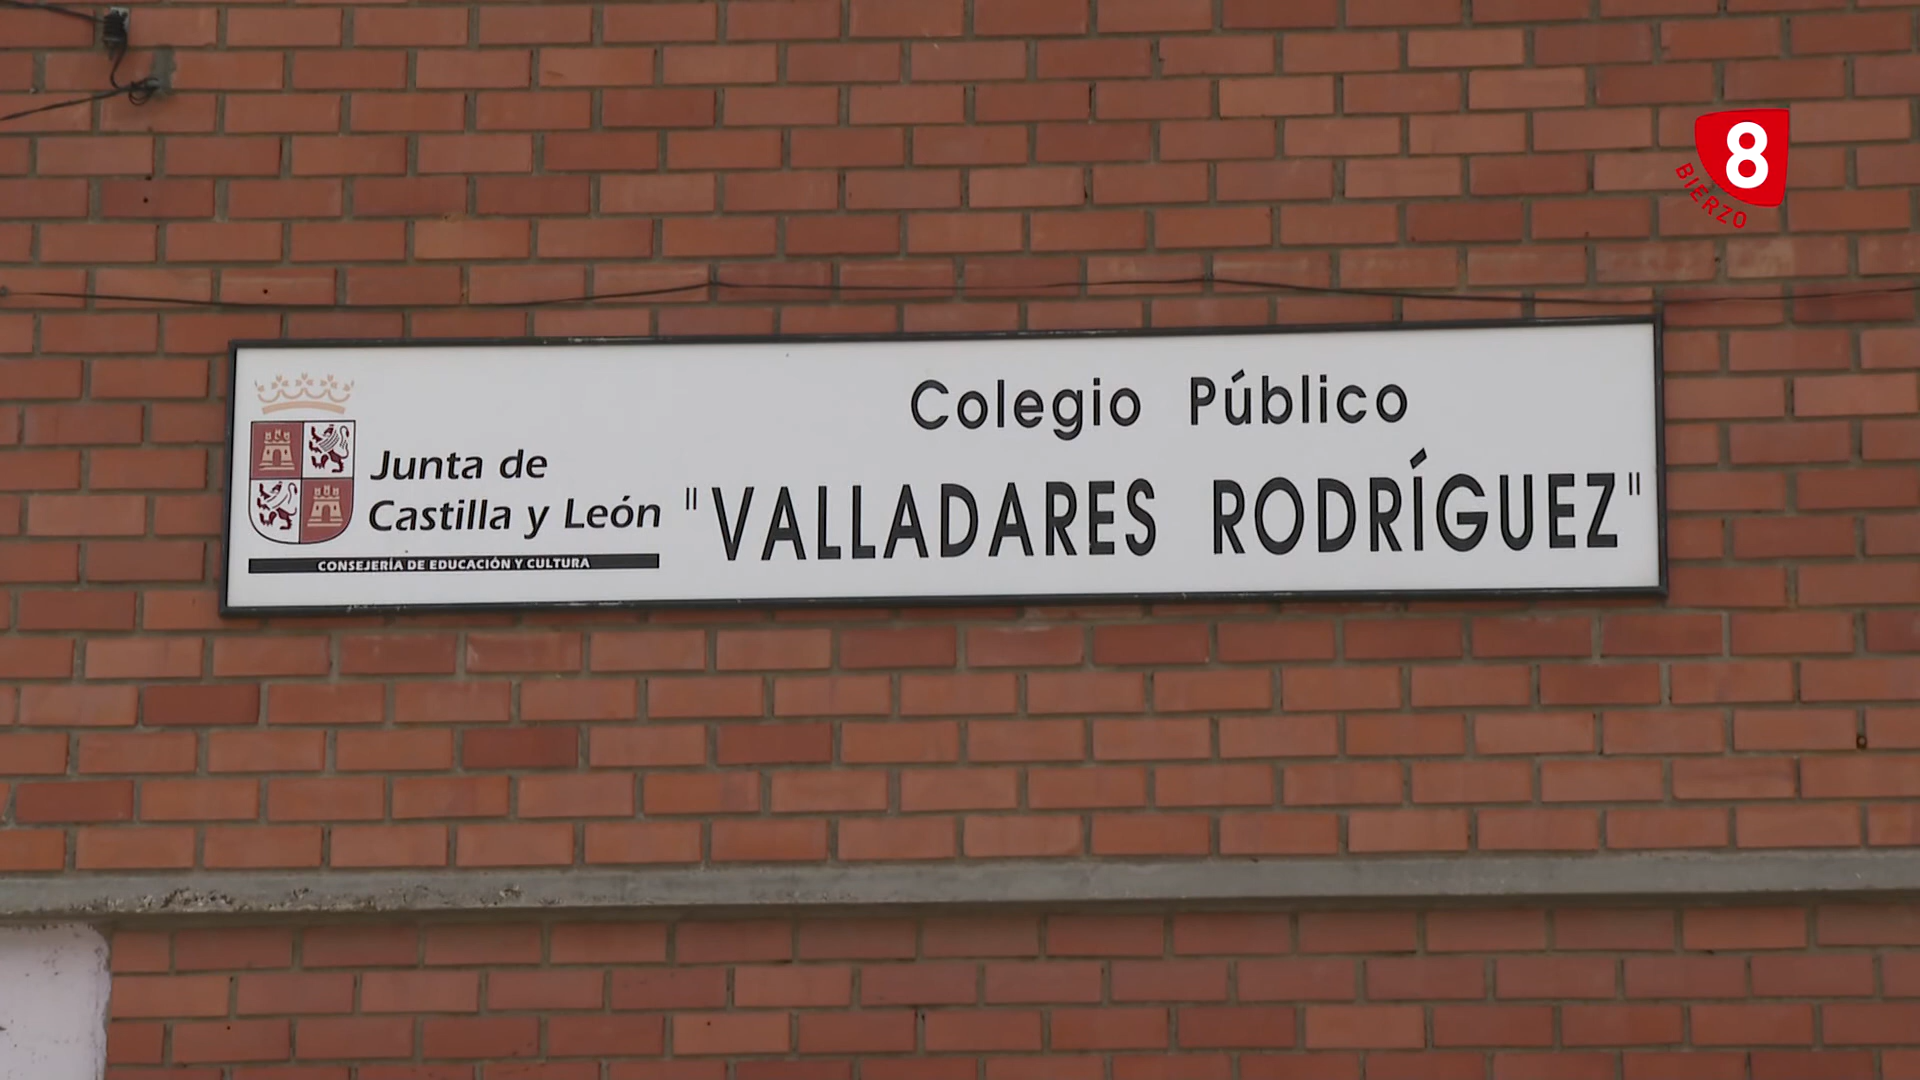 8
BIERZO
Colegio Público
Junta de
Castilla y León
"VALLADARES RODRÍGUEZ"
CONSEJERÍA DE EDUCACIÓN Y CULTURA